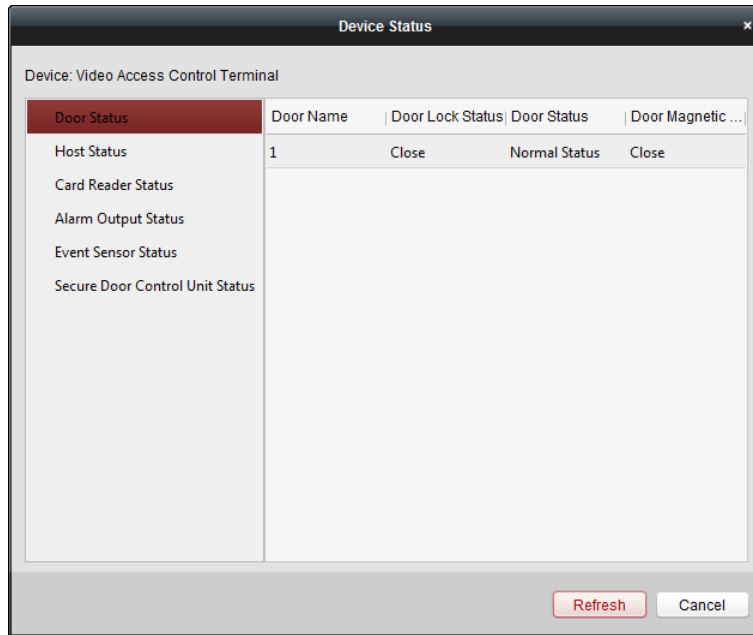 Device Status ×
Device: Video Access Control Terminal
Door Status
Host Status
Card Reader Status
Alarm Output Status
Event Sensor Status
Secure Door Control Unit Status
Door Name Door Lock Status Door Status Door Magnetic ...
1 Close Normal Status Close
Refresh Cancel